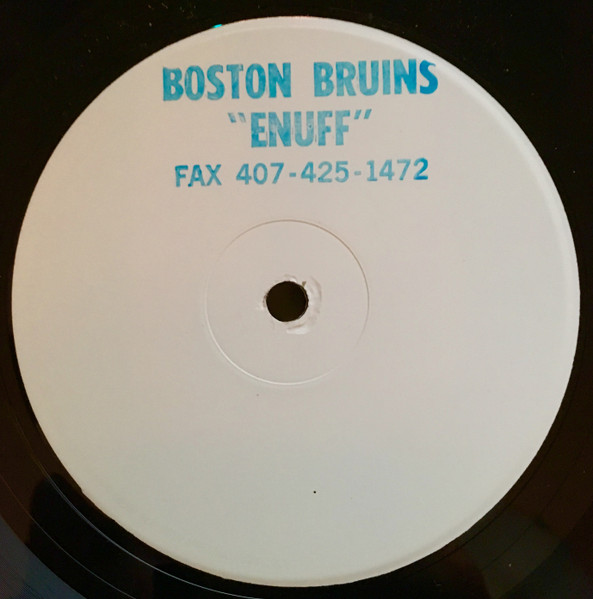 BOSTON BRUINS
"ENUFF"
FAX 407-425-1472